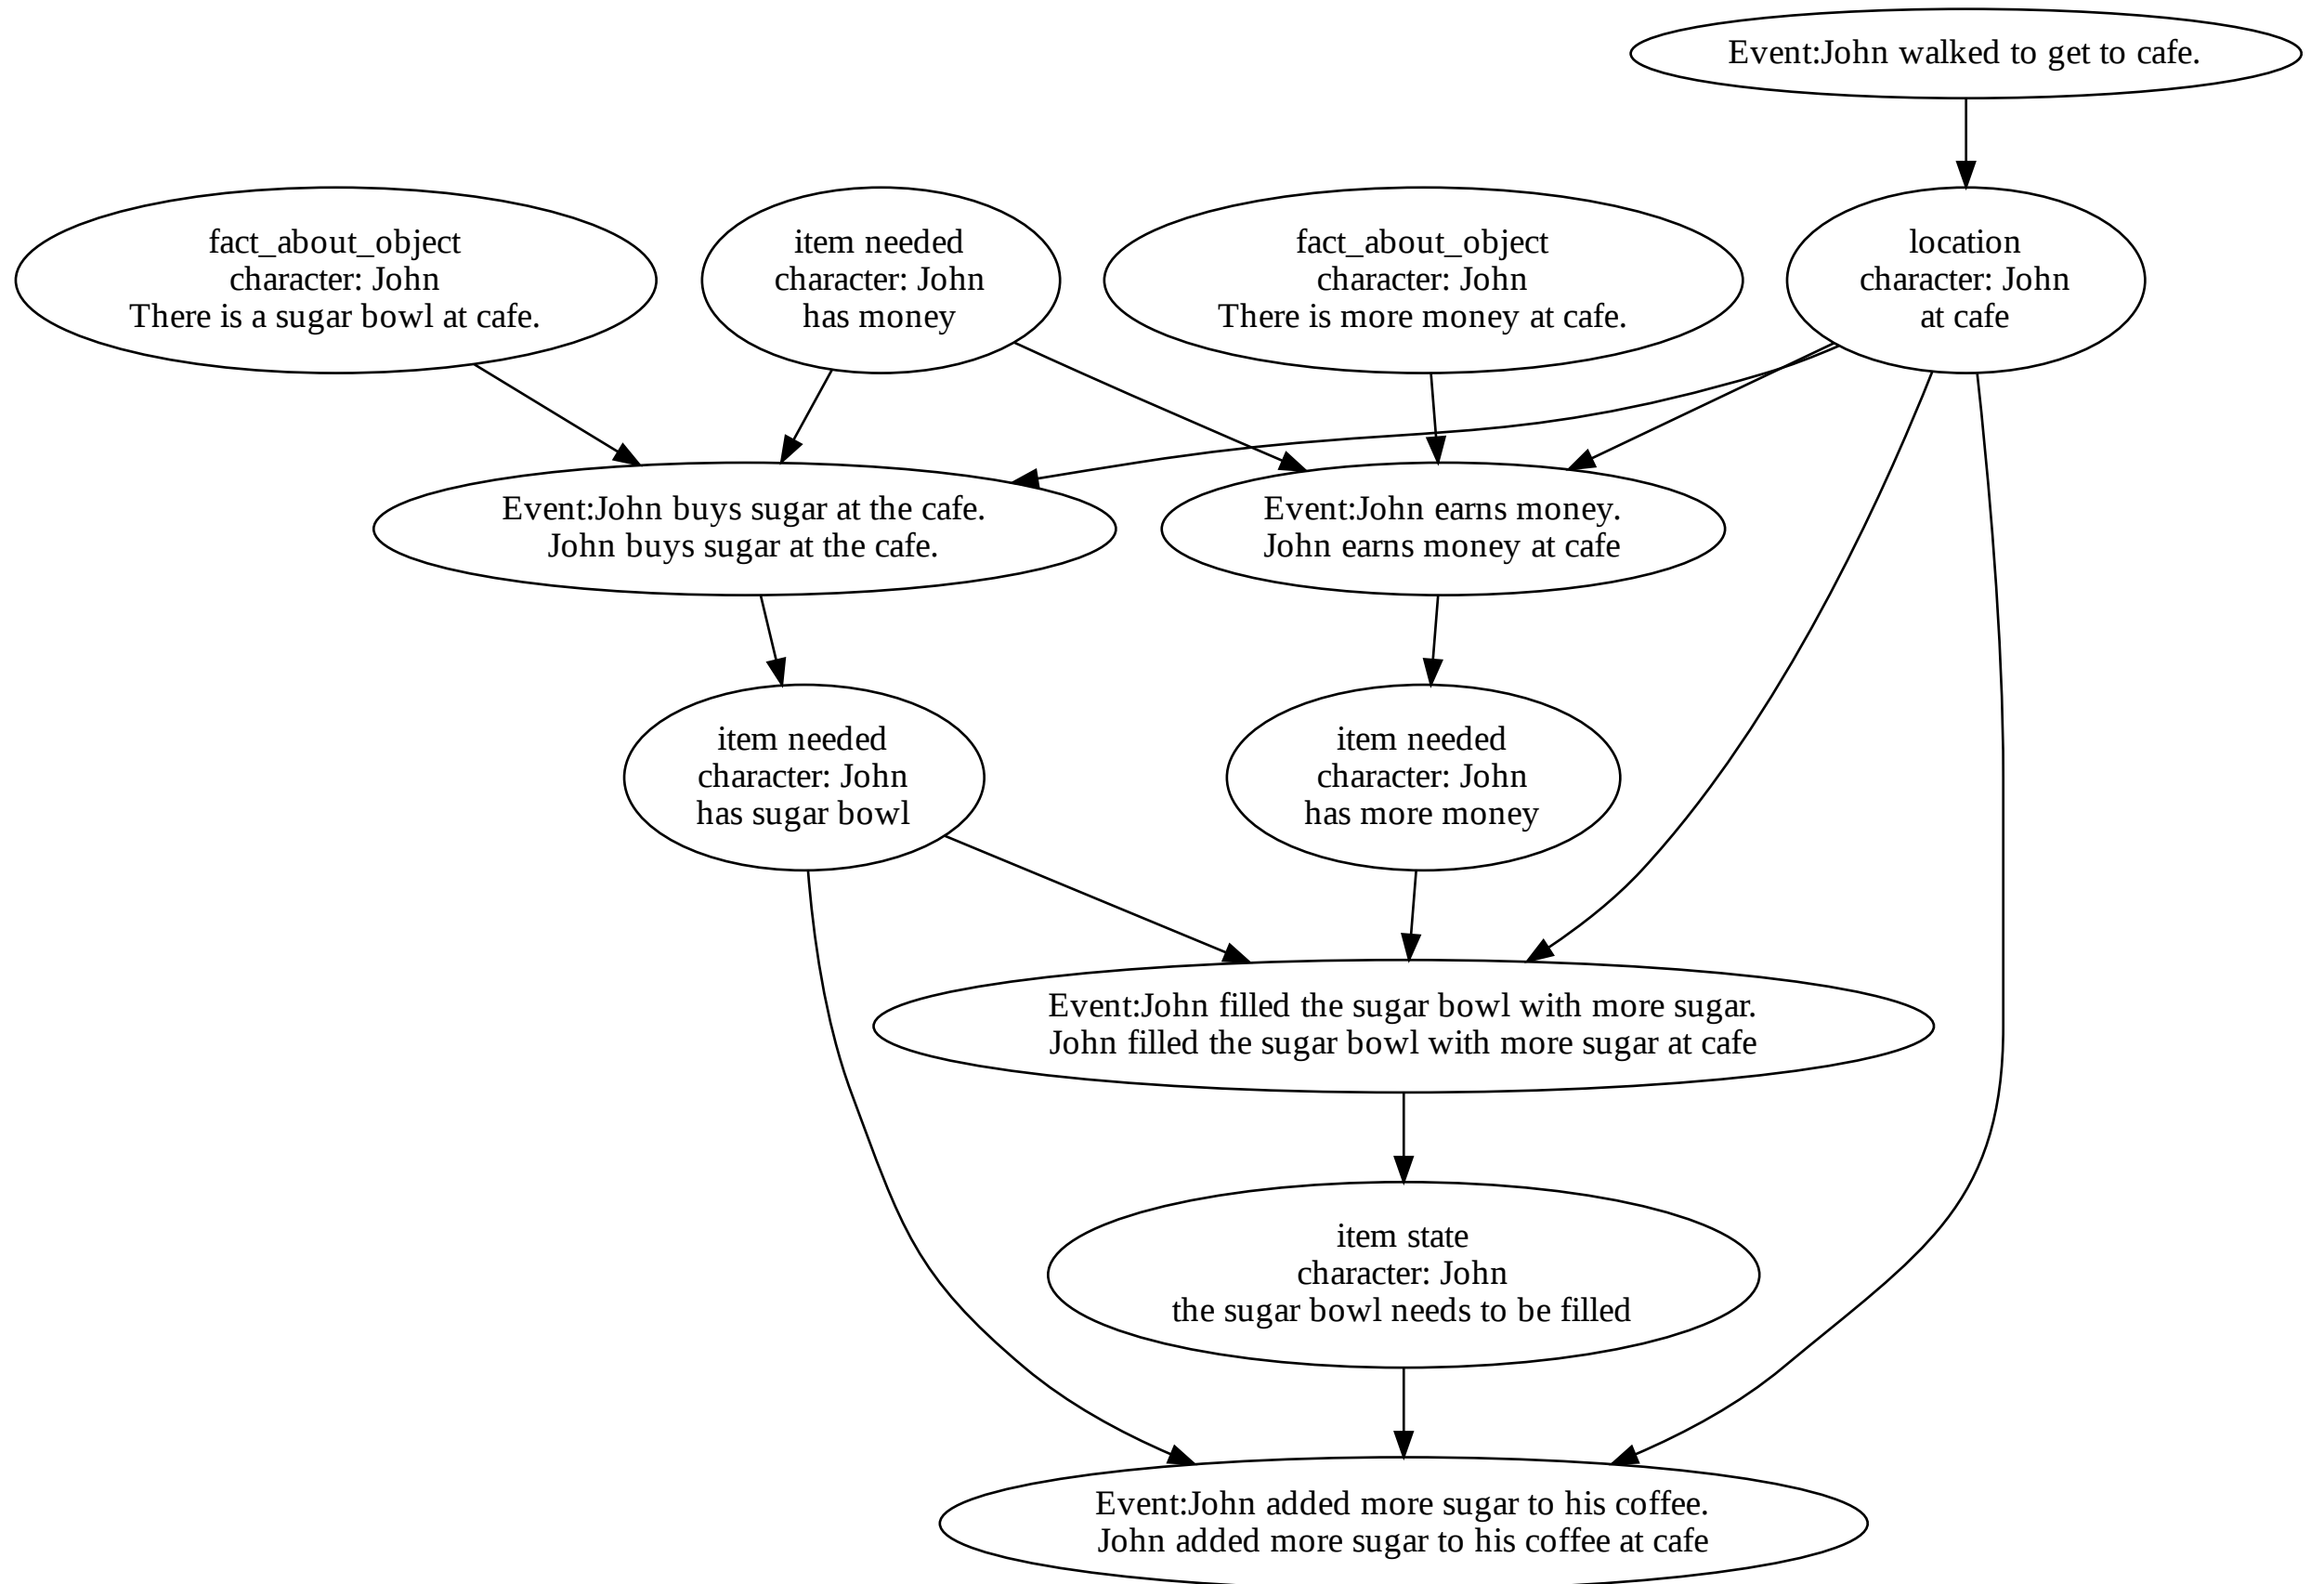 Event:John walked to get to cafe.
fact_about_object
character: John
There is a sugar bowl at cafe.
item needed
character: John
has money
fact_about_object
character: John
There is more money at cafe.
location
character: John
at cafe
Event:John buys sugar at the cafe.
John buys sugar at the cafe.
Event:John earns money.
John earns money at cafe
item needed
character: John
has sugar bowl
item needed
character: John
has more money
Event:John filled the sugar bowl with more sugar.
John filled the sugar bowl with more sugar at cafe
item state
character: John
the sugar bowl needs to be filled
Event:John added more sugar to his coffee.
John added more sugar to his coffee at cafe